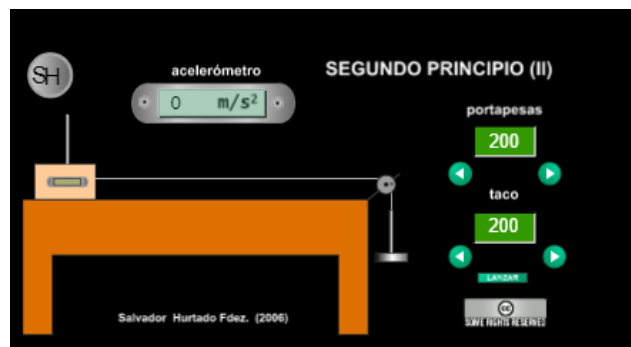 SH
acelerómetro
SEGUNDO PRINCIPIO (II)
0 m/s²
portapesas
200
taco
200
LANZAR
Salvador Hurtado Fdez. (2006)
cc
SOME RIGHTS RESERVED